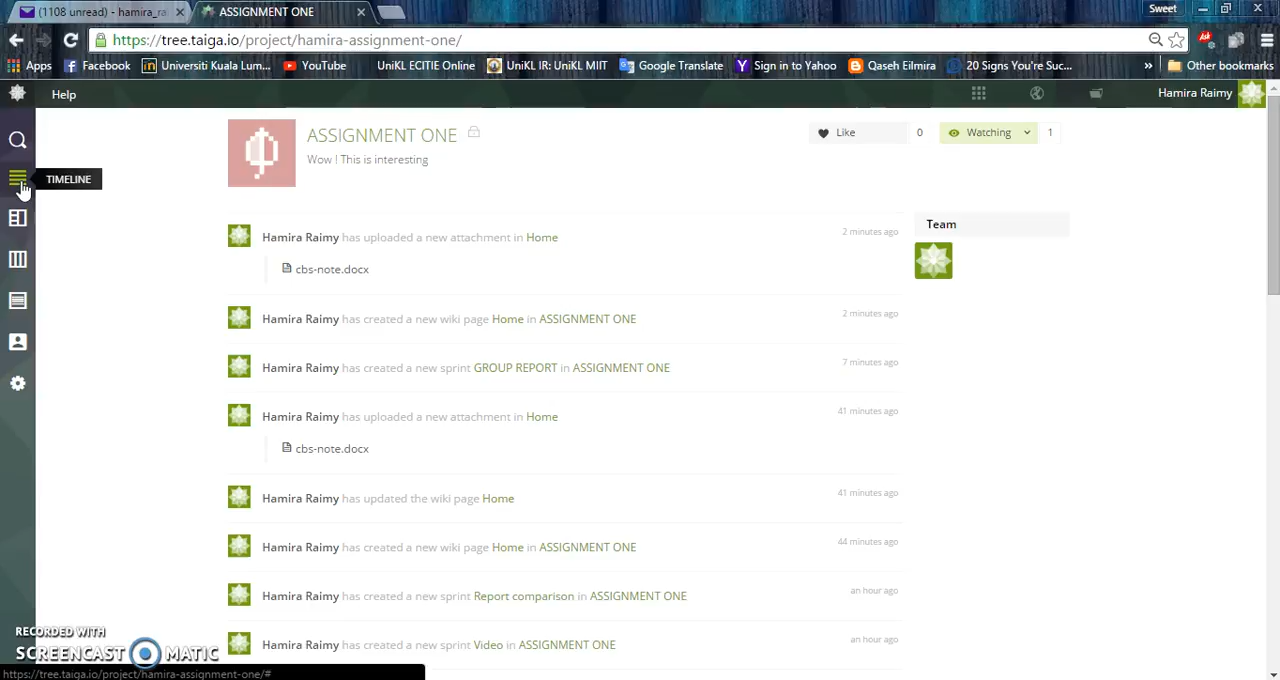 (1108 unread) - hamira_ra
ASSIGNMENT ONE
Sweet
https://tree.taiga.io/project/hamira-assignment-one/
Apps
Facebook
Universiti Kuala Lum...
YouTube
UniKL ECITIE Online
UniKL IR: UniKL MIIT
Google Translate
Sign in to Yahoo
Qaseh Eilmira
20 Signs You're Suc...
»
Other bookmarks
Help
Hamira Raimy
ASSIGNMENT ONE
Wow ! This is interesting
Like
0
Watching
1
TIMELINE
Team
Hamira Raimy has uploaded a new attachment in Home
2 minutes ago
cbs-note.docx
Hamira Raimy has created a new wiki page Home in ASSIGNMENT ONE
2 minutes ago
Hamira Raimy has created a new sprint GROUP REPORT in ASSIGNMENT ONE
7 minutes ago
Hamira Raimy has uploaded a new attachment in Home
41 minutes ago
cbs-note.docx
Hamira Raimy has updated the wiki page Home
41 minutes ago
Hamira Raimy has created a new wiki page Home in ASSIGNMENT ONE
44 minutes ago
Hamira Raimy has created a new sprint Report comparison in ASSIGNMENT ONE
an hour ago
Hamira Raimy has created a new sprint Video in ASSIGNMENT ONE
an hour ago
RECORDED WITH
SCREENCAST MATIC
https://tree.taiga.io/project/hamira-assignment-one/#